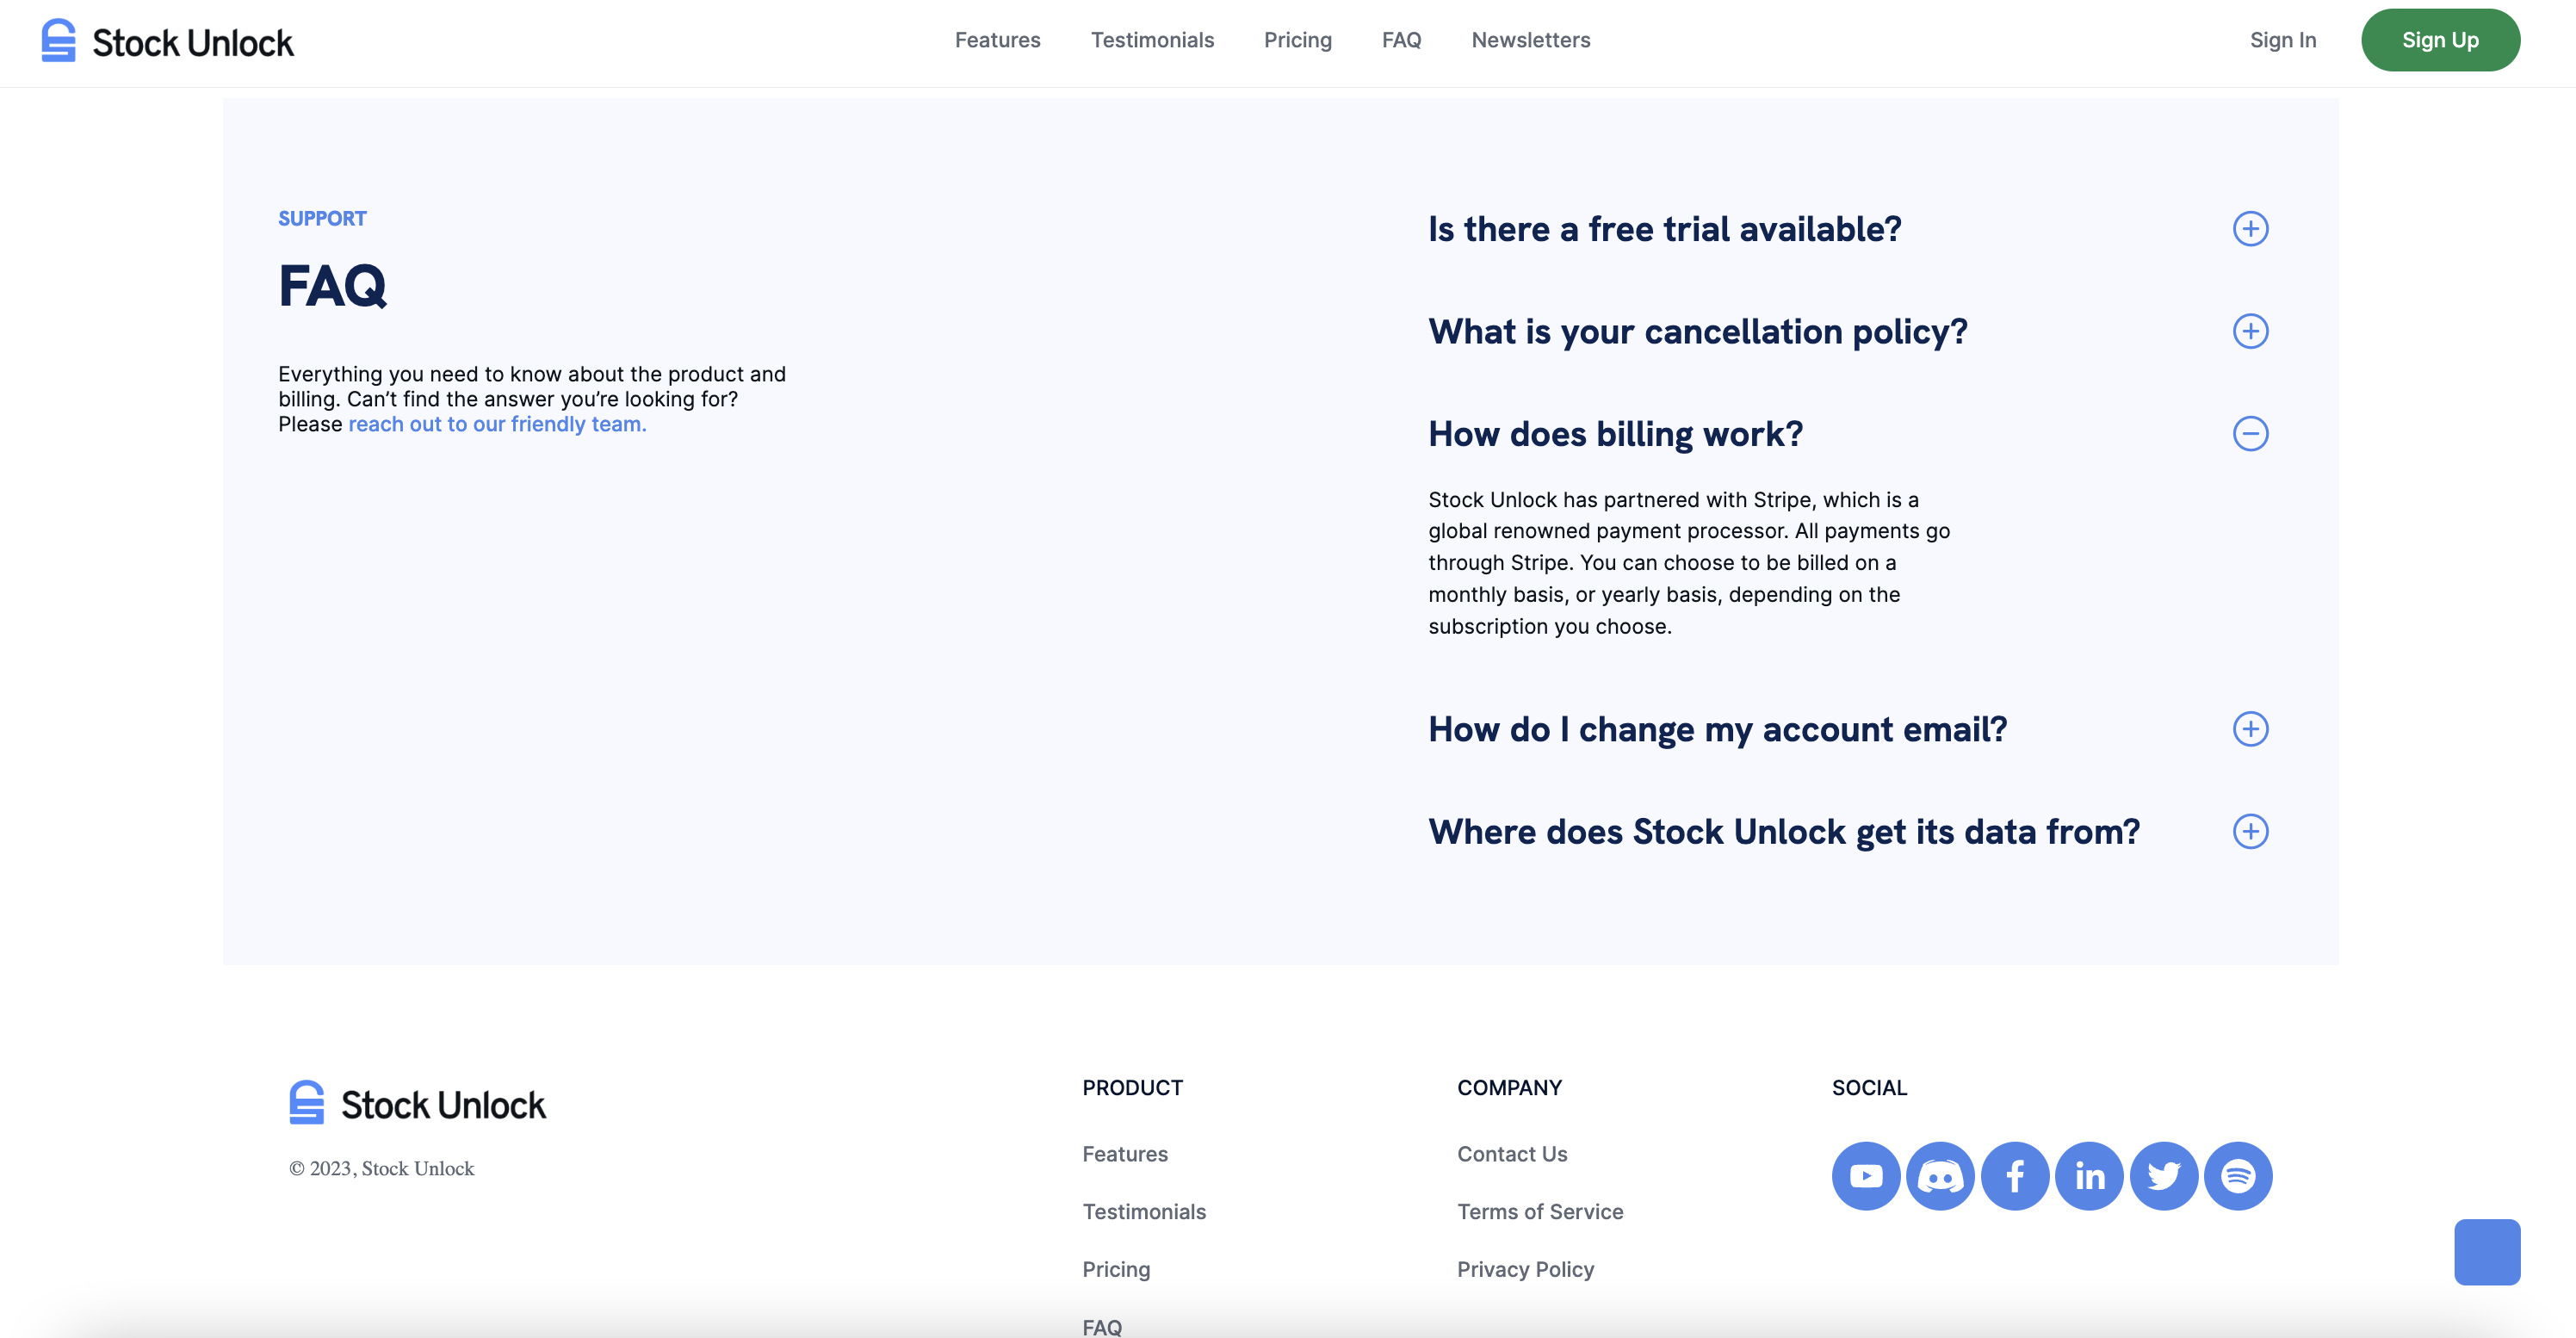 Stock Unlock
Features
Testimonials
Pricing
FAQ
Newsletters
Sign In
Sign Up
SUPPORT
FAQ
Everything you need to know about the product and
billing. Can’t find the answer you’re looking for?
Please reach out to our friendly team.
Is there a free trial available?
What is your cancellation policy?
How does billing work?
Stock Unlock has partnered with Stripe, which is a
global renowned payment processor. All payments go
through Stripe. You can choose to be billed on a
monthly basis, or yearly basis, depending on the
subscription you choose.
How do I change my account email?
Where does Stock Unlock get its data from?
Stock Unlock
© 2023, Stock Unlock
PRODUCT
Features
Testimonials
Pricing
FAQ
COMPANY
Contact Us
Terms of Service
Privacy Policy
SOCIAL